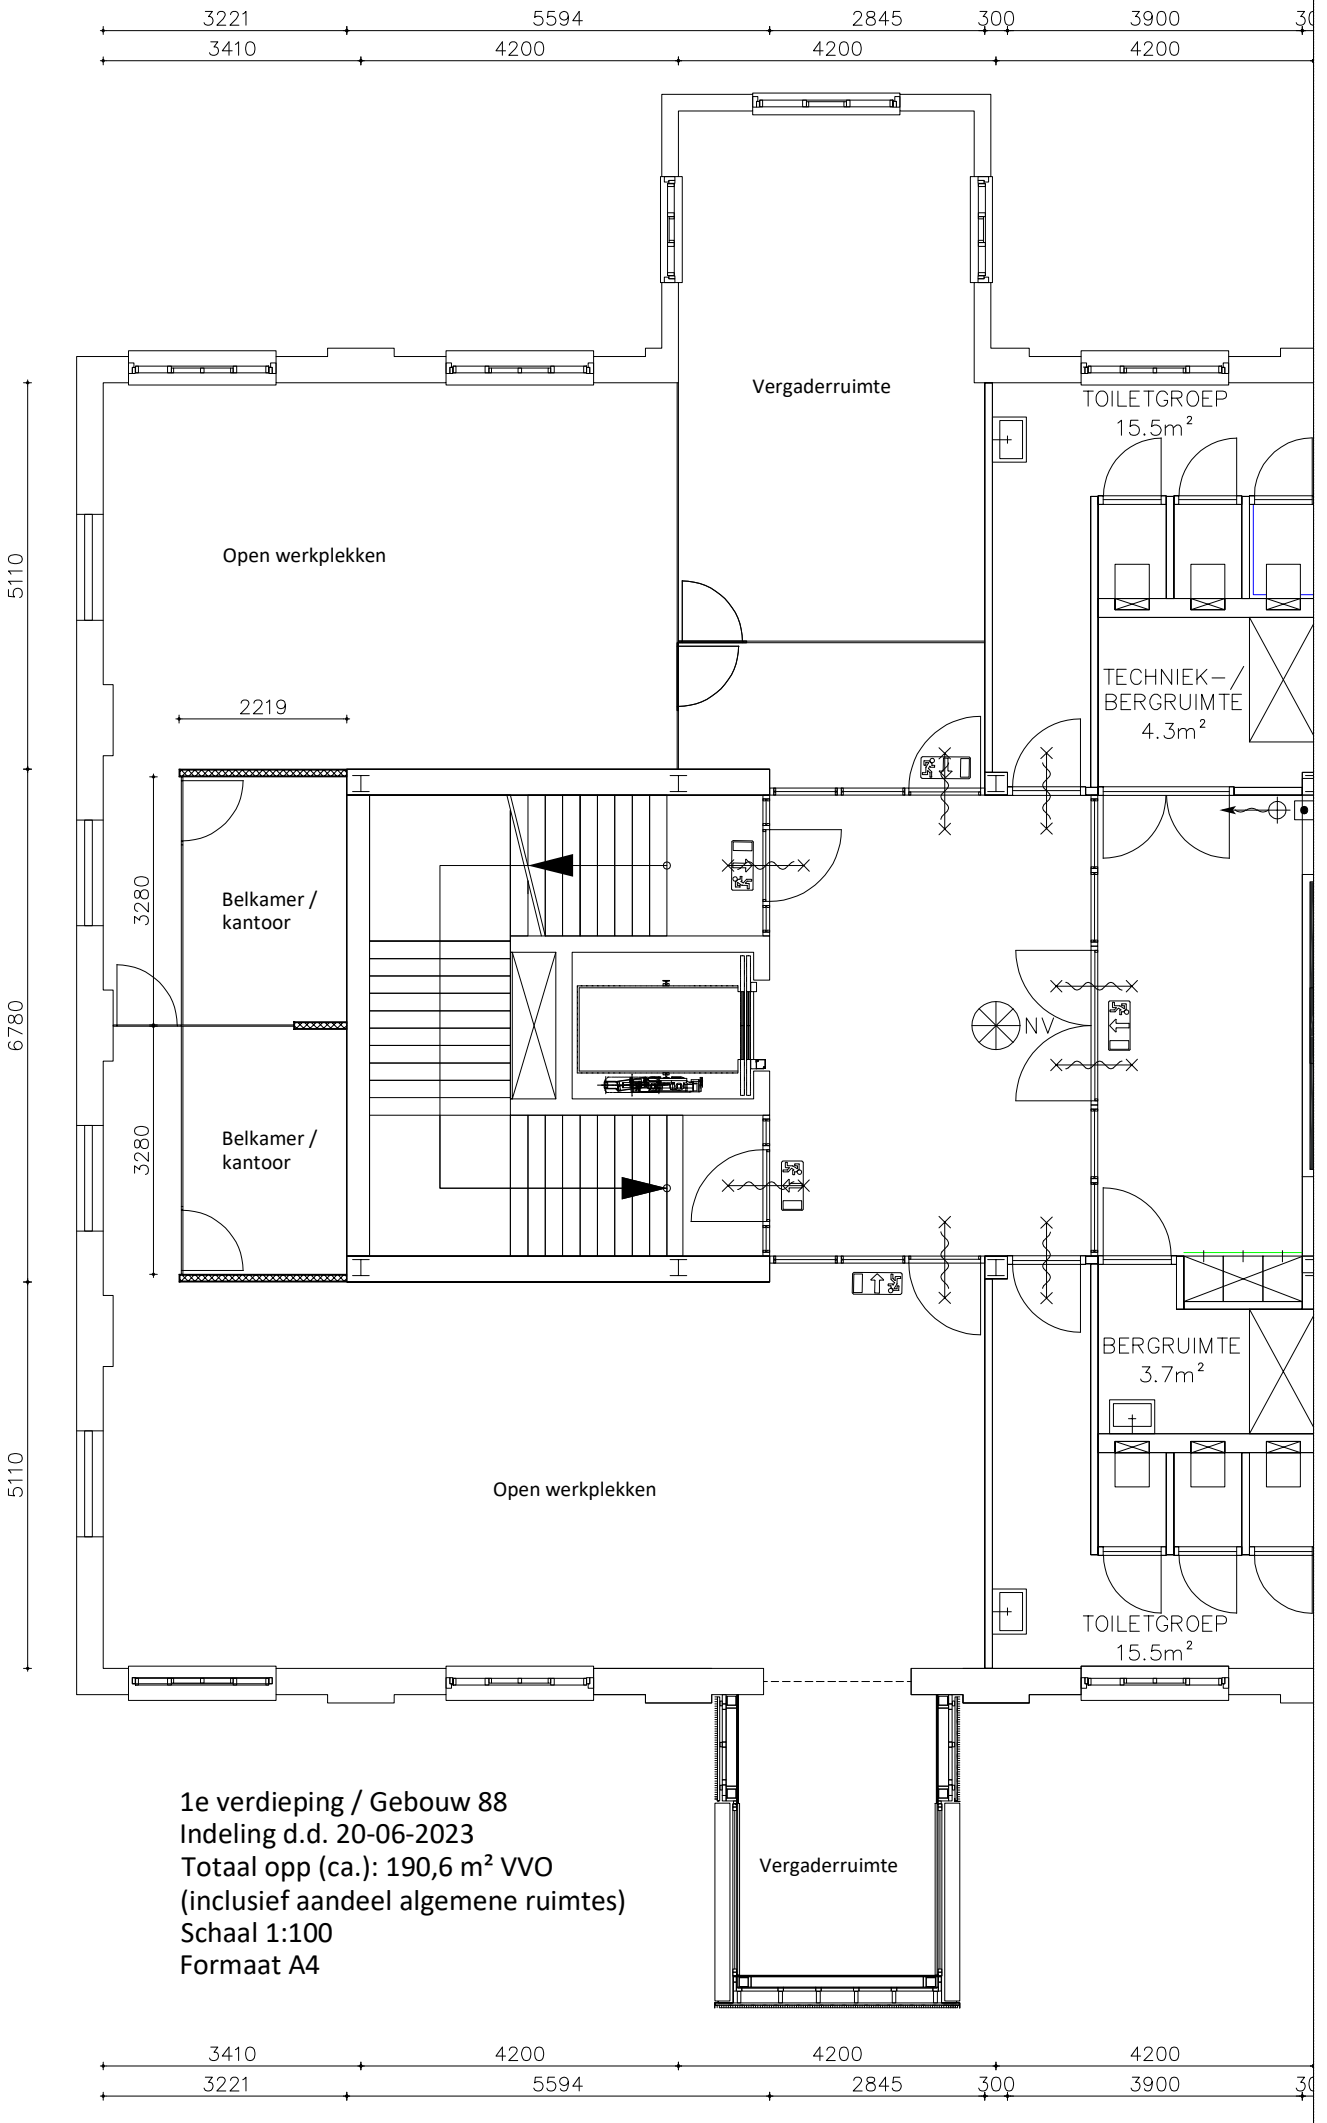 3221 5594 2845 300 3900
3410 4200 4200 4200
Vergaderruimte
TOILETGROEP
15.5m²
Open werkplekken
5110
TECHNIEK-/
BERGRUIMTE
4.3m²
2219
Belkamer /
kantoor
3280
6780
NV
Belkamer /
kantoor
3280
BERGRUIMTE
3.7m²
Open werkplekken
5110
TOILETGROEP
15.5m²
Vergaderruimte
1e verdieping / Gebouw 88
Indeling d.d. 20-06-2023
Totaal opp (ca.): 190,6 m² VVO
(inclusief aandeel algemene ruimtes)
Schaal 1:100
Formaat A4
3410 4200 4200 4200
3221 5594 2845 300 3900